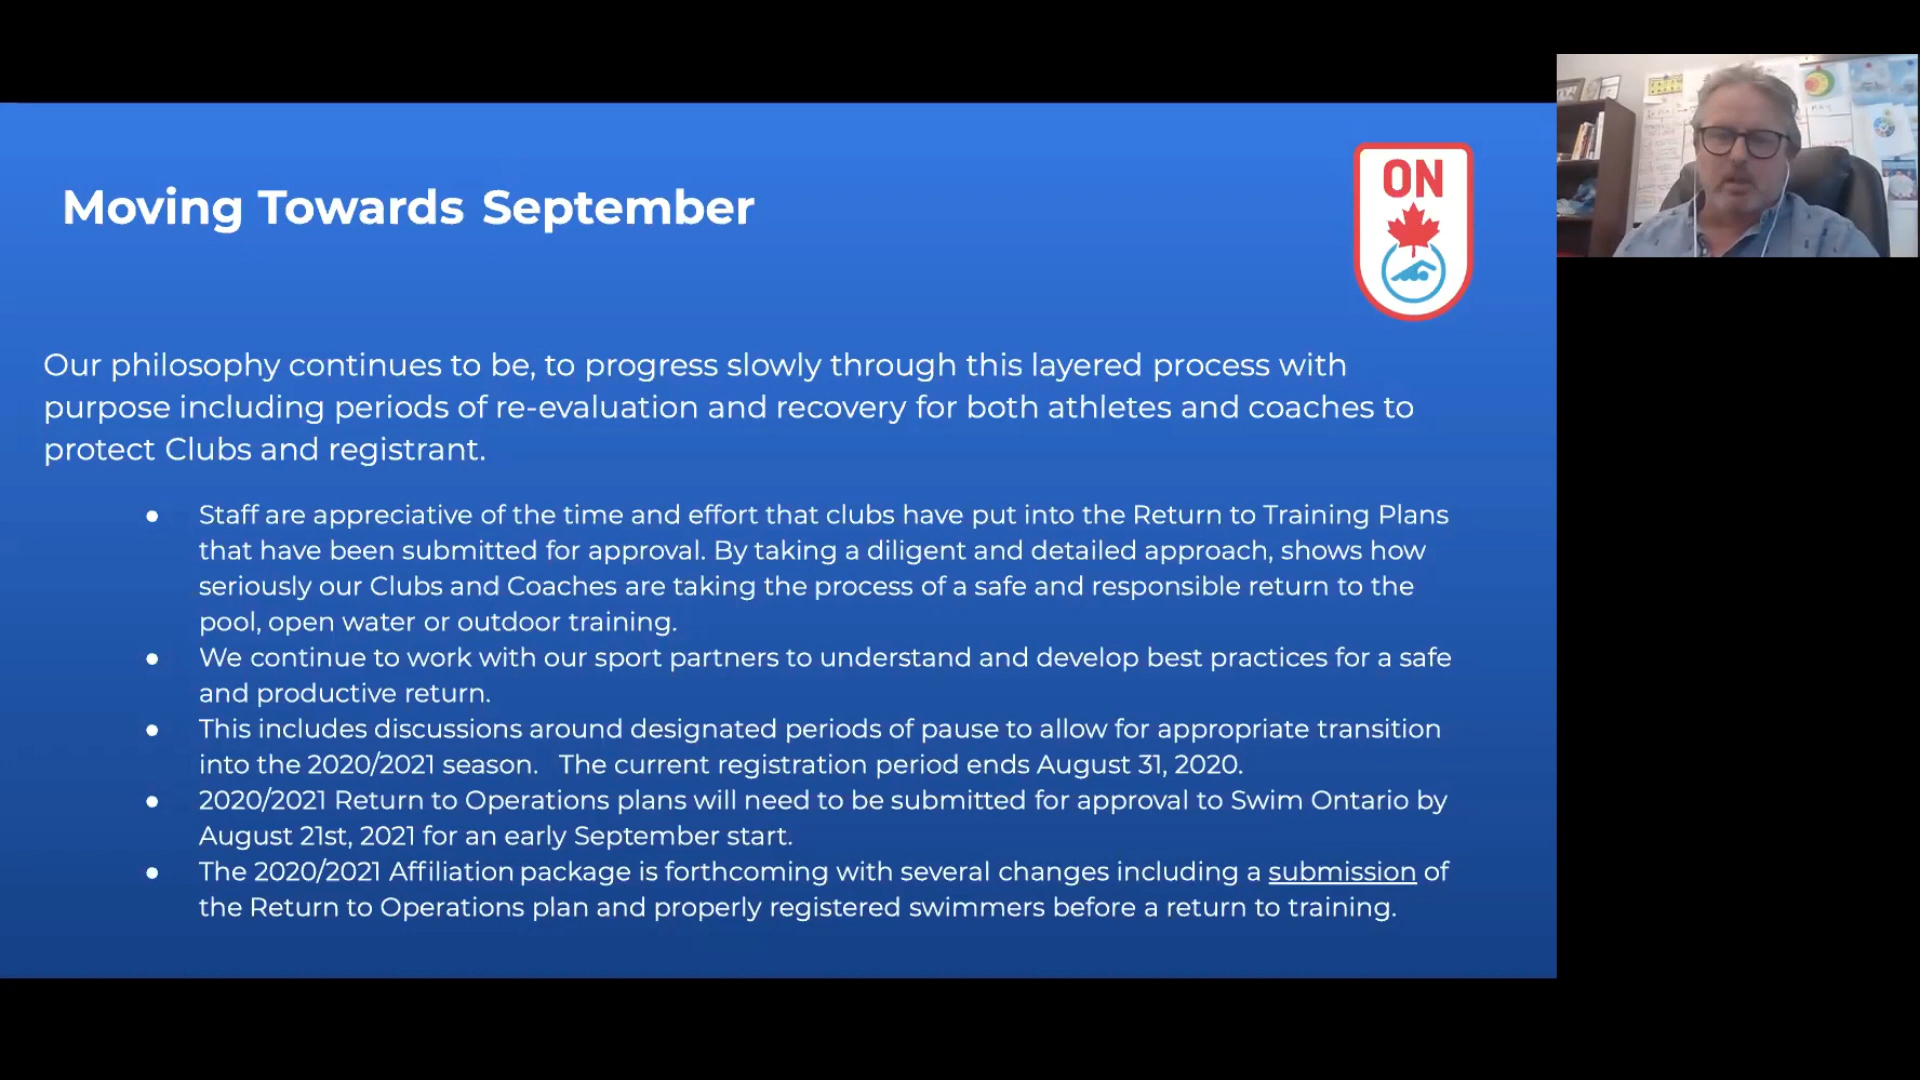 Moving Towards September
ON
Our philosophy continues to be, to progress slowly through this layered process with
purpose including periods of re-evaluation and recovery for both athletes and coaches to
protect Clubs and registrant.
● Staff are appreciative of the time and effort that clubs have put into the Return to Training Plans
that have been submitted for approval. By taking a diligent and detailed approach, shows how
seriously our Clubs and Coaches are taking the process of a safe and responsible return to the
pool, open water or outdoor training.
● We continue to work with our sport partners to understand and develop best practices for a safe
and productive return.
● This includes discussions around designated periods of pause to allow for appropriate transition
into the 2020/2021 season. The current registration period ends August 31, 2020.
● 2020/2021 Return to Operations plans will need to be submitted for approval to Swim Ontario by
August 21st, 2021 for an early September start.
● The 2020/2021 Affiliation package is forthcoming with several changes including a submission of
the Return to Operations plan and properly registered swimmers before a return to training.